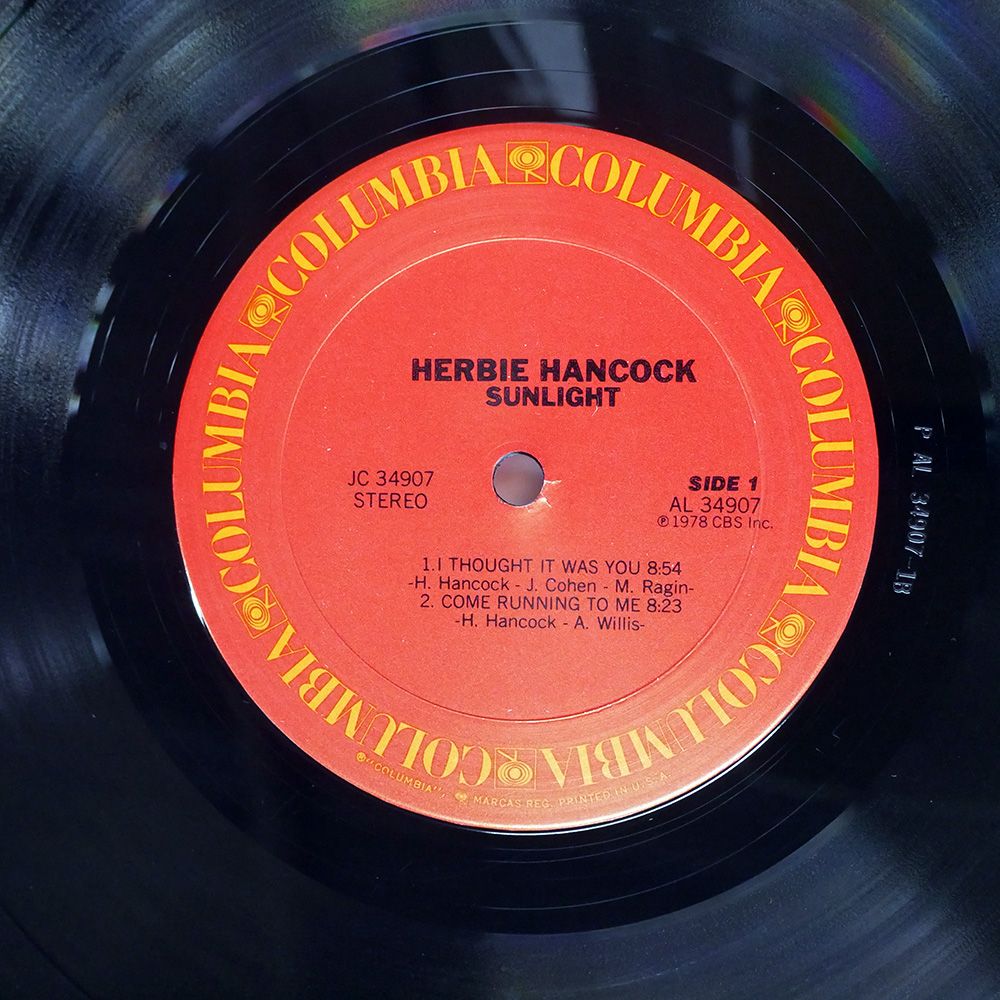 COLUMBIA COLUMBIA COLUMBIA COLUMBIA COLUMBIA COLUMBIA
HERBIE HANCOCK
SUNLIGHT
JC 34907
STEREO
SIDE 1
AL 34907
℗ 1978 CBS Inc.
1.I THOUGHT IT WAS YOU 8:54
-H. Hancock - J. Cohen - M. Ragin-
2. COME RUNNING TO ME 8:23
-H. Hancock - A. Willis-
® "COLUMBIA", MARCAS REG. PRINTED IN U.S.A.
P AL 34907-1B